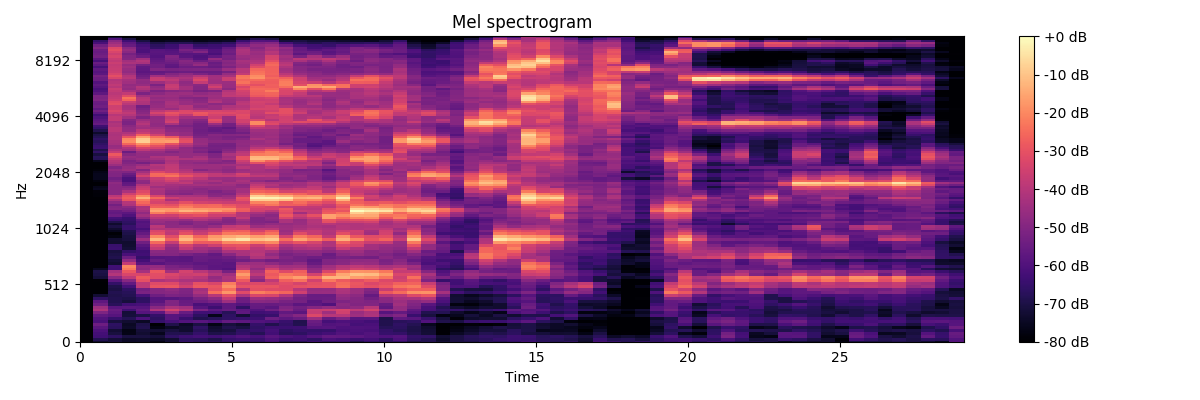 Mel spectrogram
8192
4096
2048
1024
512
0
Hz
0 5 10 15 20 25
Time
+0 dB
-10 dB
-20 dB
-30 dB
-40 dB
-50 dB
-60 dB
-70 dB
-80 dB